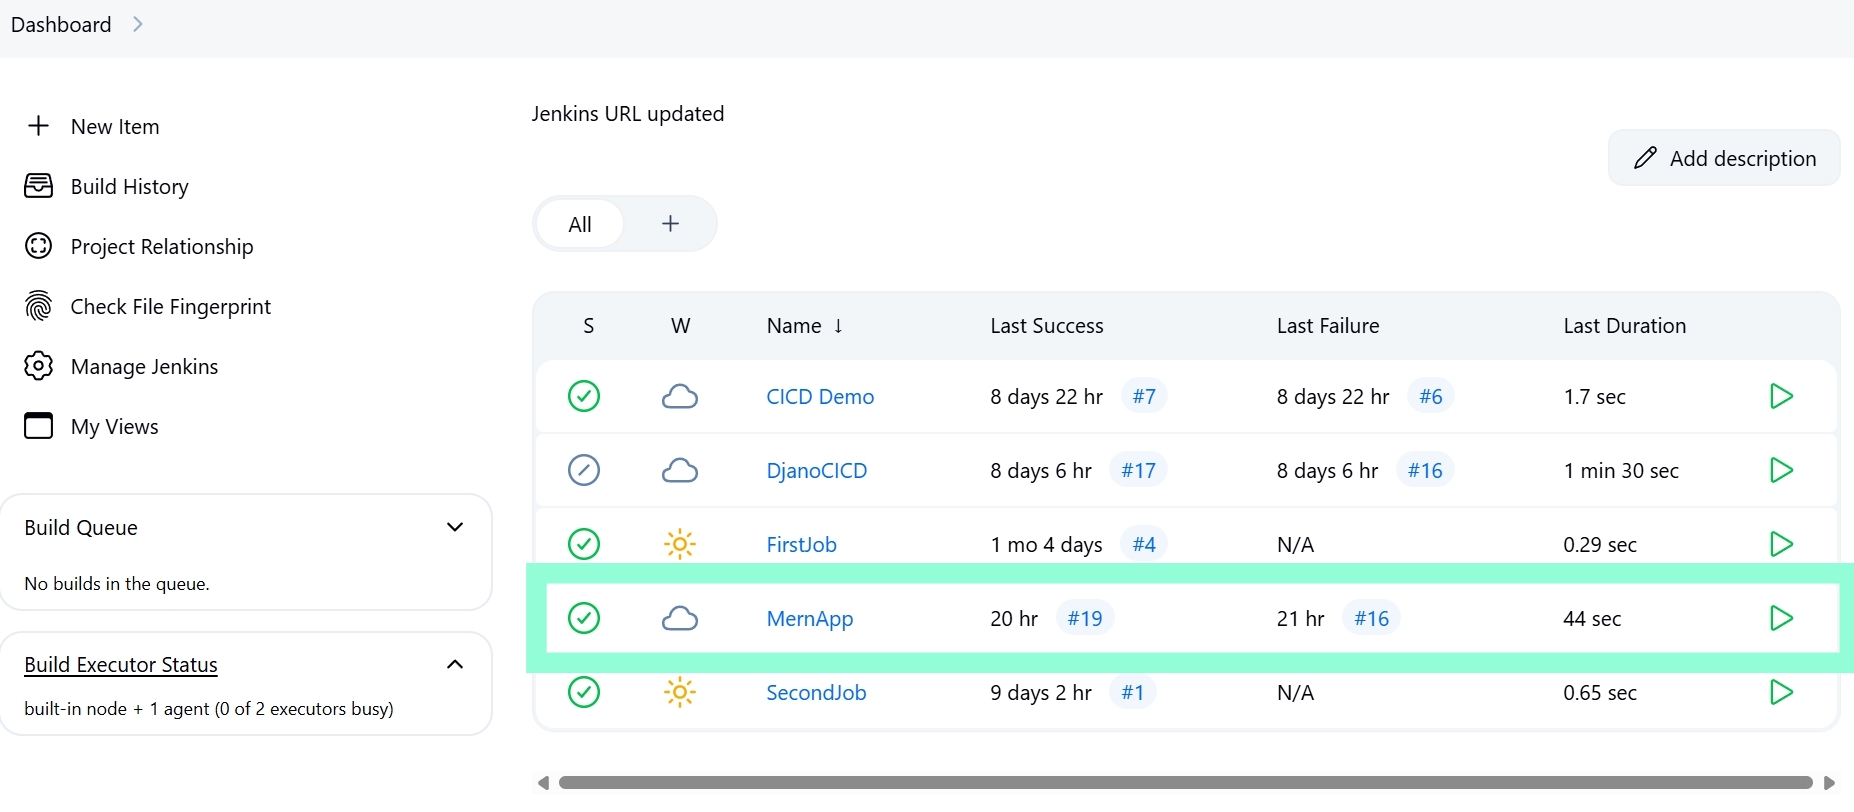 Dashboard
New Item
Build History
Project Relationship
Check File Fingerprint
Manage Jenkins
My Views
Build Queue
No builds in the queue.
Build Executor Status
built-in node + 1 agent (0 of 2 executors busy)
Jenkins URL updated
Add description
All +
S W Name ↓ Last Success Last Failure Last Duration
CICD Demo 8 days 22 hr #7 8 days 22 hr #6 1.7 sec
DjanoCICD 8 days 6 hr #17 8 days 6 hr #16 1 min 30 sec
FirstJob 1 mo 4 days #4 N/A 0.29 sec
MernApp 20 hr #19 21 hr #16 44 sec
SecondJob 9 days 2 hr #1 N/A 0.65 sec